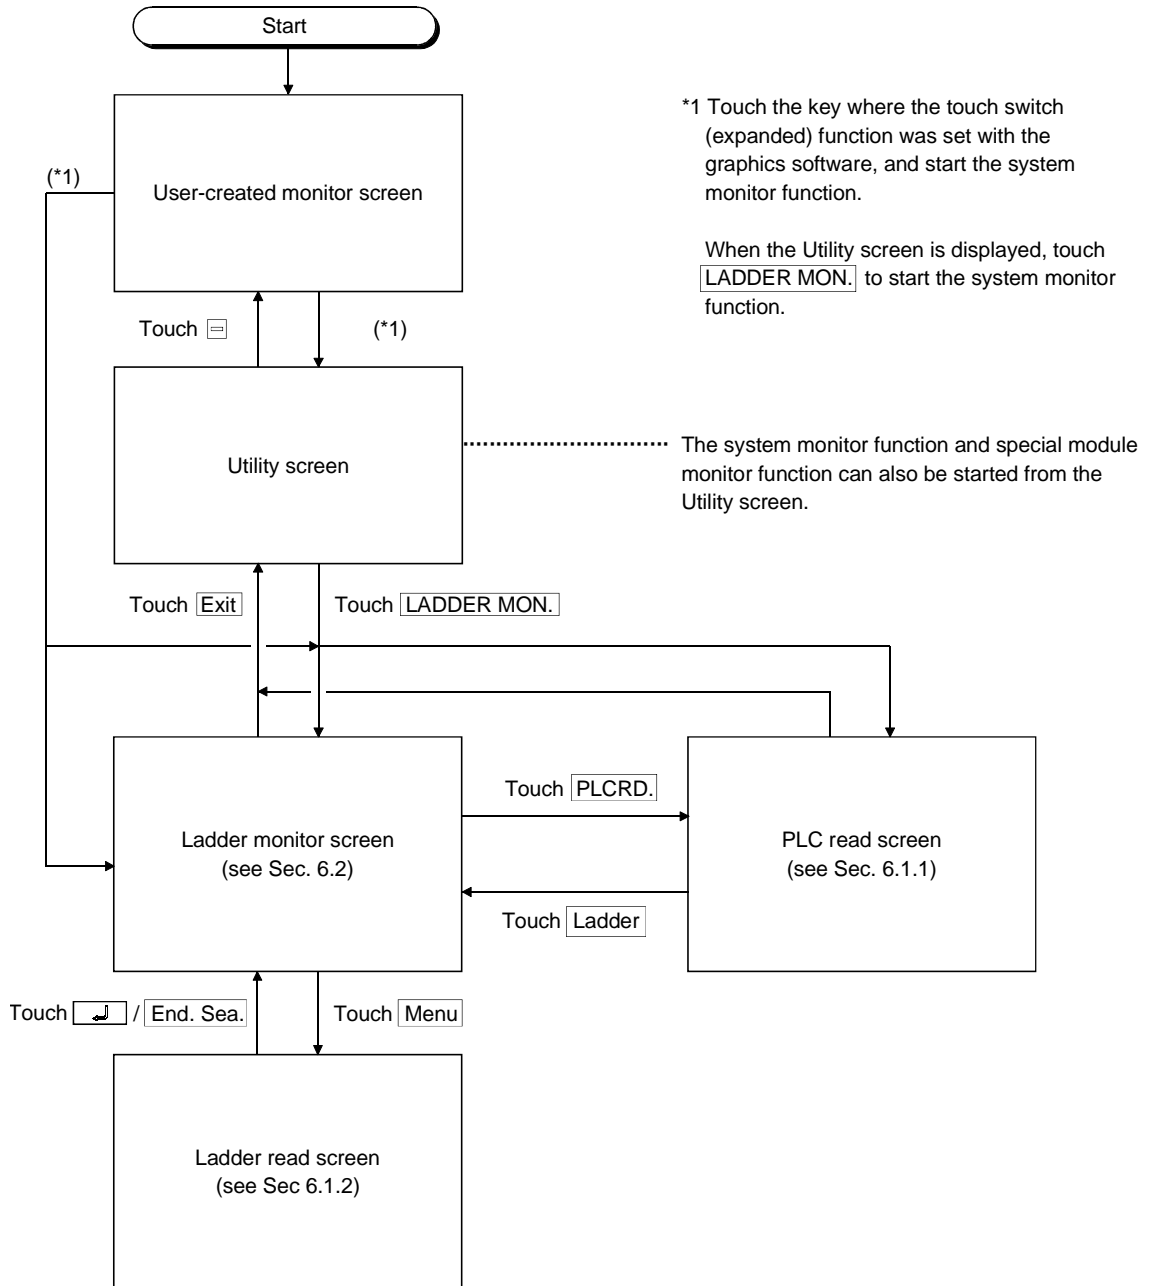 Start
*1 Touch the key where the touch switch
(expanded) function was set with the
graphics software, and start the system
monitor function.
(*1)
User-created monitor screen
When the Utility screen is displayed, touch
LADDER MON. to start the system monitor
function.
Touch
(*1)
Utility screen
The system monitor function and special module
monitor function can also be started from the
Utility screen.
Touch Exit
Touch LADDER MON.
Touch PLCRD.
Ladder monitor screen
(see Sec. 6.2)
PLC read screen
(see Sec. 6.1.1)
Touch Ladder
Touch / End. Sea.
Touch Menu
Ladder read screen
(see Sec 6.1.2)